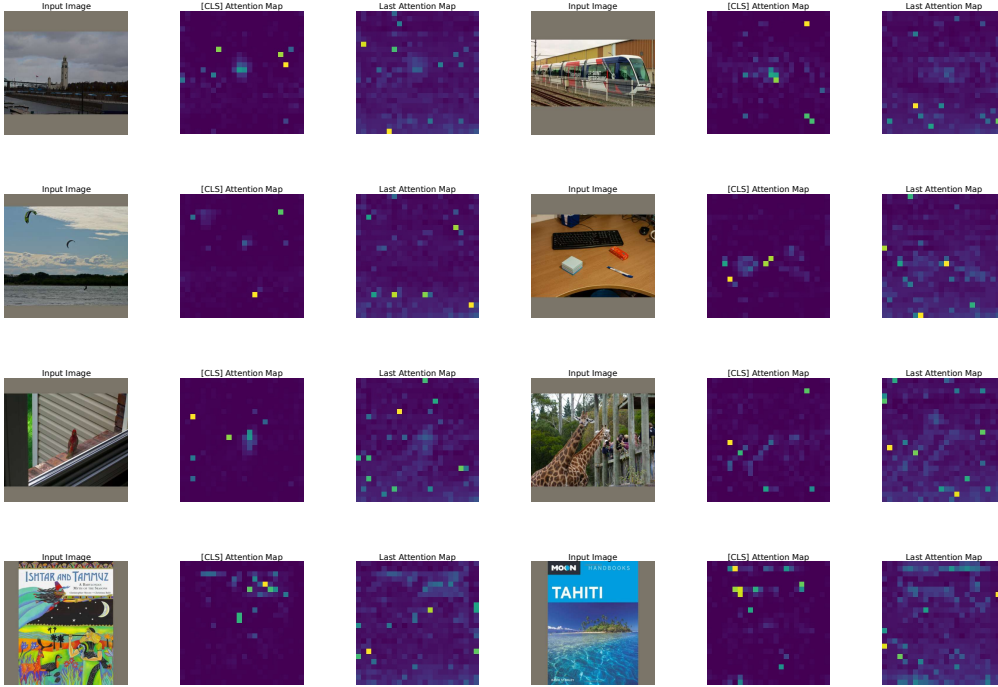 Input Image [CLS] Attention Map Last Attention Map Input Image [CLS] Attention Map Last Attention Map
Input Image [CLS] Attention Map Last Attention Map Input Image [CLS] Attention Map Last Attention Map
Input Image [CLS] Attention Map Last Attention Map Input Image [CLS] Attention Map Last Attention Map
Input Image [CLS] Attention Map Last Attention Map Input Image [CLS] Attention Map Last Attention Map
ISHTAR AND TAMMUZ
MOON HANDBOOKS
TAHITI